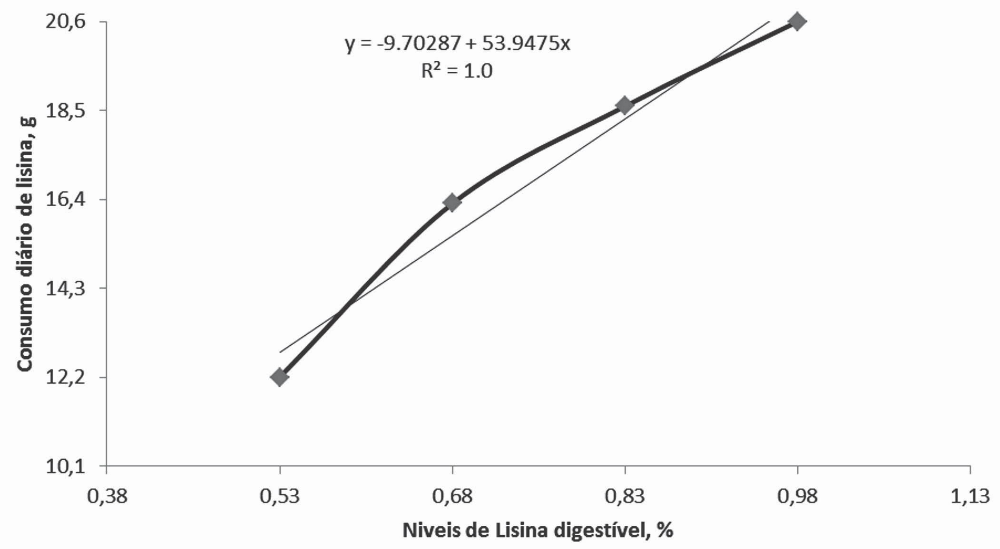 20,6
18,5
16,4
14,3
12,2
10,1
Consumo diário de lisina, g
y = -9.70287 + 53.9475x
R² = 1.0
0,38 0,53 0,68 0,83 0,98 1,13
Niveis de Lisina digestível, %